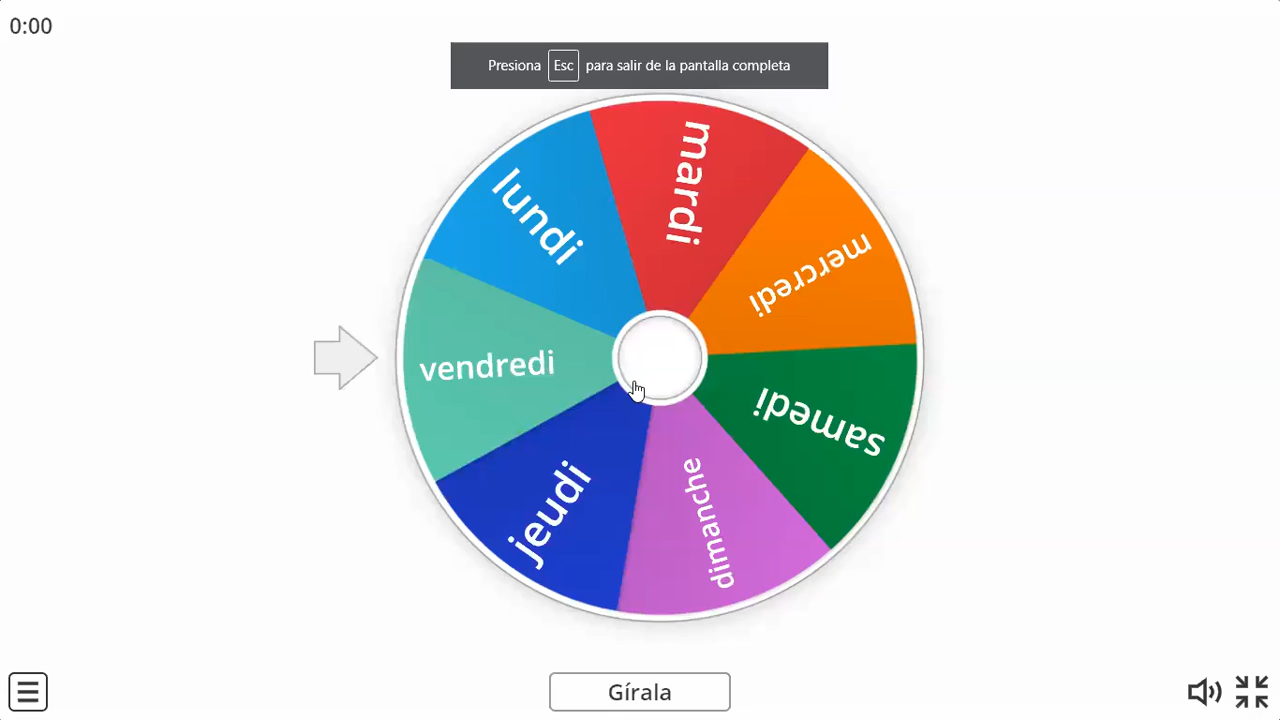 0:00
Presiona Esc para salir de la pantalla completa
mardi
lundi
mercredi
vendredi
samedi
jeudi
dimanche
Gírala